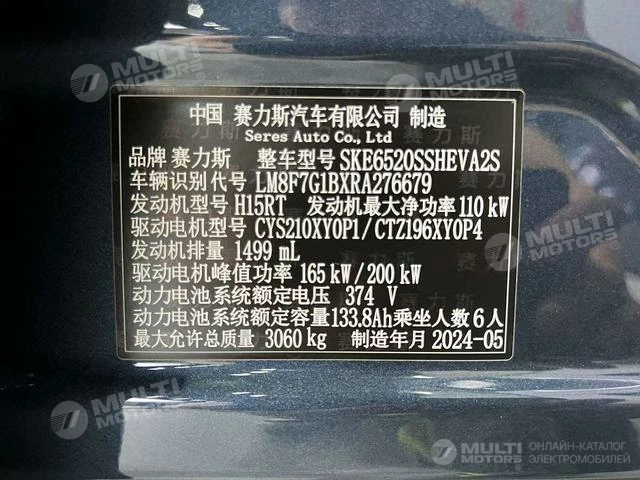 MULTI MOTORS®
MULTI MOTORS®
中国 赛力斯汽车有限公司 制造
Seres Auto Co., Ltd
品牌 赛力斯 整车型号 SKE6520SSHEVA2S
车辆识别代号 LM8F7G1BXRA276679
发动机型号 H15RT 发动机最大净功率 110 kW
驱动电机型号 CYS210XY0P1/CTZ196XY0P4
发动机排量 1499 mL
驱动电机峰值功率 165 kW/200 kW
动力电池系统额定电压 374 V
动力电池系统额定容量 133.8Ah 乘坐人数 6 人
最大允许总质量 3060 kg 制造年月 2024-05
MULTI MOTORS®
MULTI MOTORS®
MULTI MOTORS®
ОНЛАЙН-КАТАЛОГ
ЭЛЕКТРОМОБИЛЕЙ